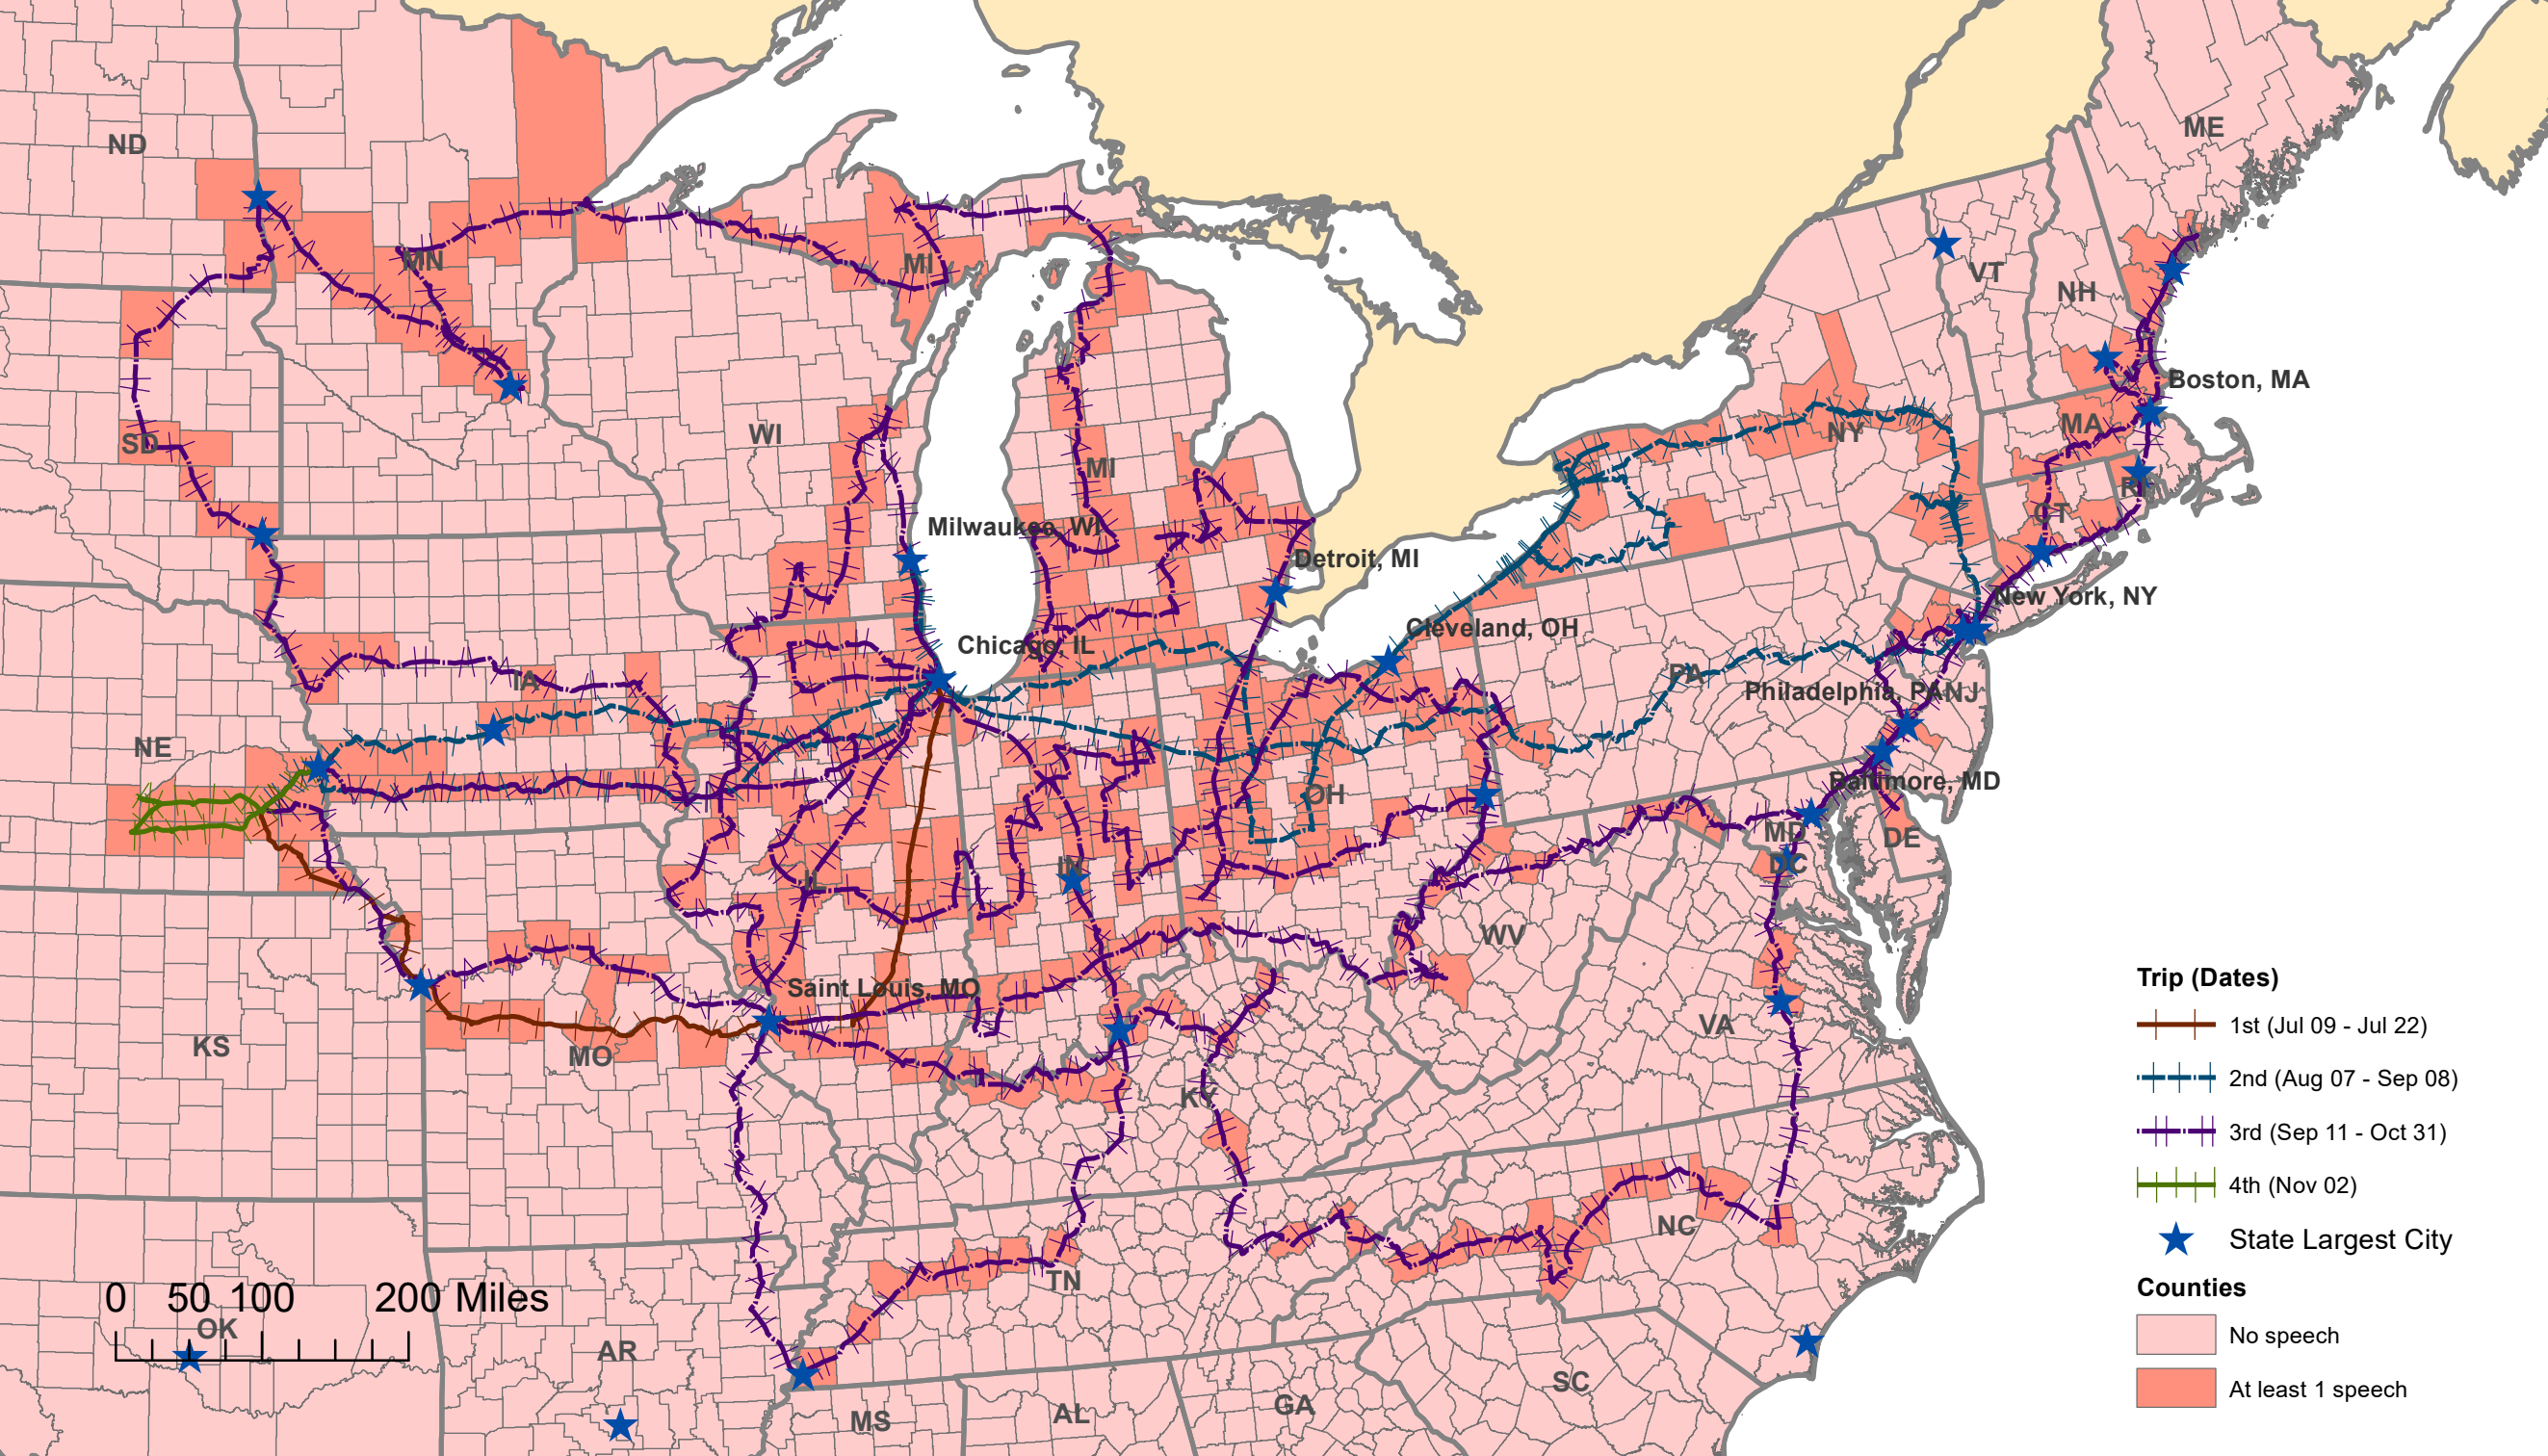 ND
ME
MN
MI
VT
NH
Boston, MA
SD
WI
MI
NY
MA
RI
CT
Milwaukee, WI
Detroit, MI
New York, NY
Cleveland, OH
Chicago, IL
IA
PA
Philadelphia, PA
NJ
NE
Baltimore, MD
OH
MD
DE
DC
IN
IL
WV
Saint Louis, MO
VA
KS
MO
KY
NC
TN
OK
AR
SC
GA
AL
MS
0 50 100 200 Miles
Trip (Dates)
1st (Jul 09 - Jul 22)
2nd (Aug 07 - Sep 08)
3rd (Sep 11 - Oct 31)
4th (Nov 02)
State Largest City
Counties
No speech
At least 1 speech